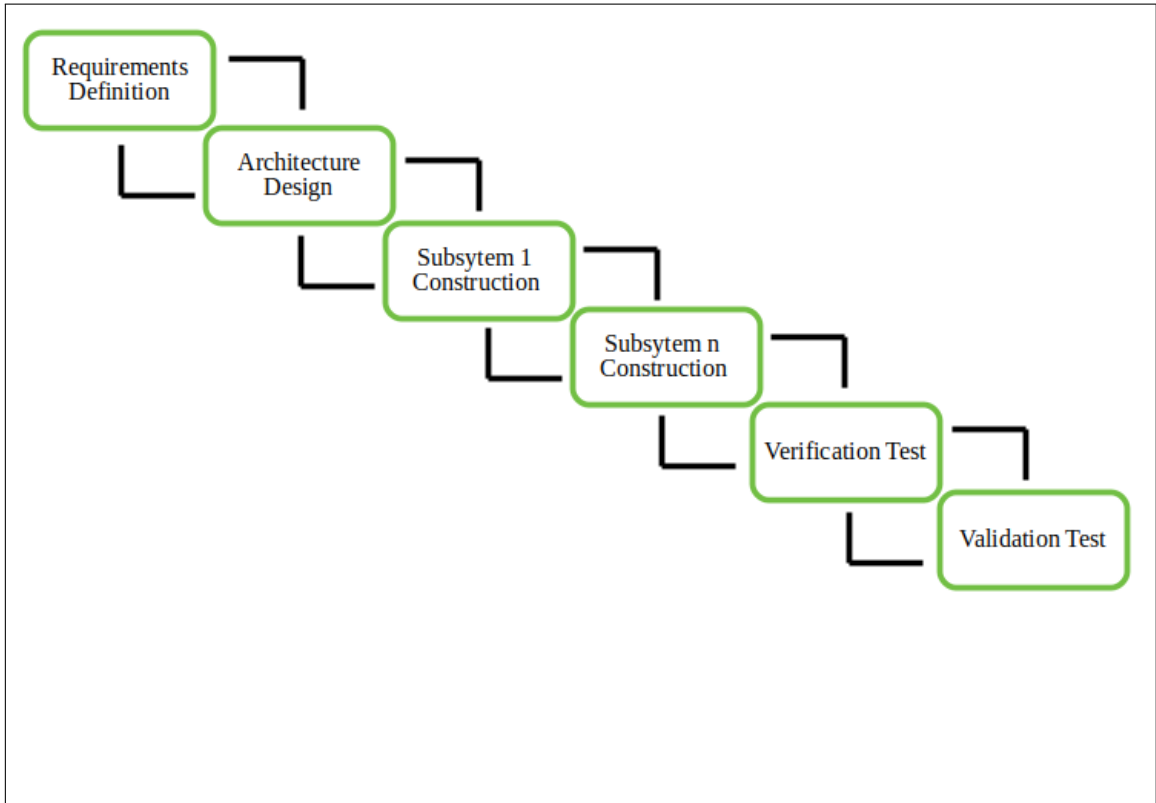 Requirements
Definition
Architecture
Design
Subsytem 1
Construction
Subsytem n
Construction
Verification Test
Validation Test